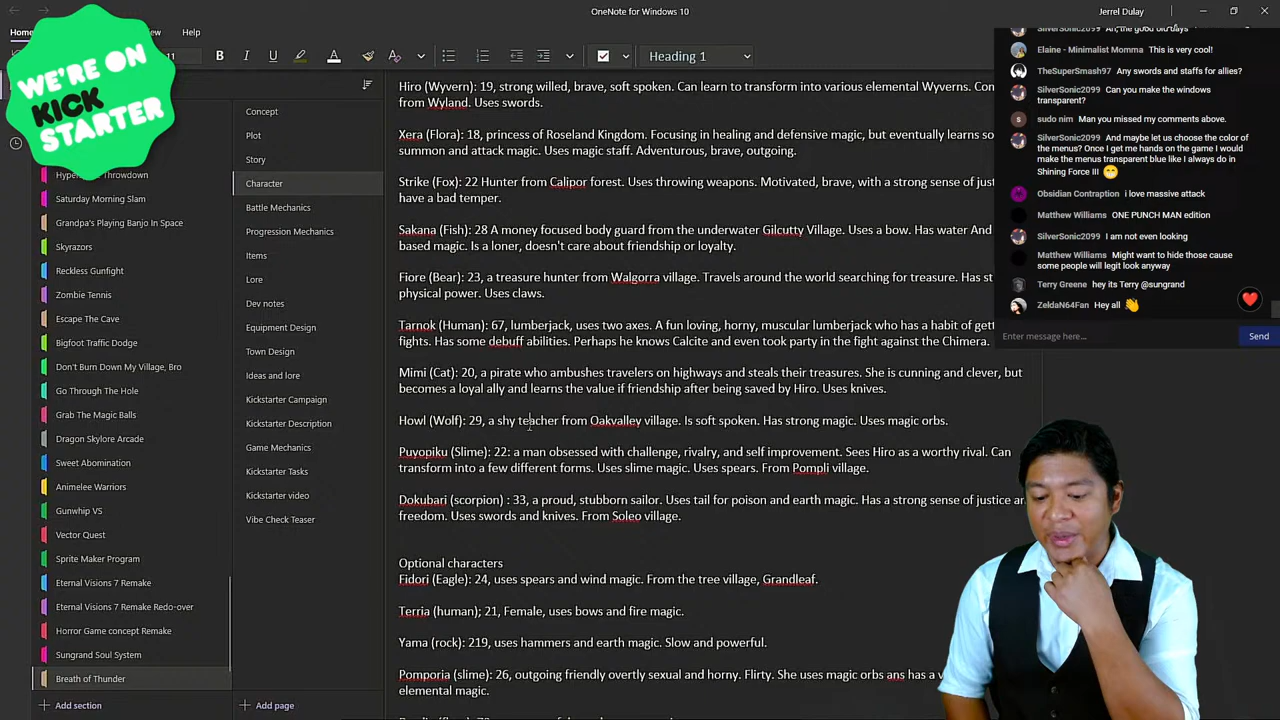 OneNote for Windows 10
Jerrel Dulay
Home
View
Help
11
B
I
U
A
Heading 1
WE'RE ON
KICK
STARTER
Hyper
Throwdown
Saturday Morning Slam
Grandpa's Playing Banjo In Space
Skyrazors
Reckless Gunfight
Zombie Tennis
Escape The Cave
Bigfoot Traffic Dodge
Don't Burn Down My Village, Bro
Go Through The Hole
Grab The Magic Balls
Dragon Skylore Arcade
Sweet Abomination
Animelee Warriors
Gunwhip VS
Vector Quest
Sprite Maker Program
Eternal Visions 7 Remake
Eternal Visions 7 Remake Redo-over
Horror Game concept Remake
Sungrand Soul System
Breath of Thunder
Add section
Concept
Plot
Story
Character
Battle Mechanics
Progression Mechanics
Items
Lore
Dev notes
Equipment Design
Town Design
Ideas and lore
Kickstarter Campaign
Kickstarter Description
Game Mechanics
Kickstarter Tasks
Kickstarter video
Vibe Check Teaser
Add page
Hiro (Wyvern): 19, strong willed, brave, soft spoken. Can learn to transform into various elemental Wyverns. Con
from Wyland. Uses swords.
Xera (Flora): 18, princess of Roseland Kingdom. Focusing in healing and defensive magic, but eventually learns so
summon and attack magic. Uses magic staff. Adventurous, brave, outgoing.
Strike (Fox): 22 Hunter from Calipor forest. Uses throwing weapons. Motivated, brave, with a strong sense of just
have a bad temper.
Sakana (Fish): 28 A money focused body guard from the underwater Gilcutty Village. Uses a bow. Has water And
based magic. Is a loner, doesn't care about friendship or loyalty.
Fiore (Bear): 23, a treasure hunter from Walgorra village. Travels around the world searching for treasure. Has st
physical power. Uses claws.
Tarnok (Human): 67, lumberjack, uses two axes. A fun loving, horny, muscular lumberjack who has a habit of gett
fights. Has some debuff abilities. Perhaps he knows Calcite and even took party in the fight against the Chimera.
Mimi (Cat): 20, a pirate who ambushes travelers on highways and steals their treasures. She is cunning and clever, but
becomes a loyal ally and learns the value if friendship after being saved by Hiro. Uses knives.
Howl (Wolf): 29, a shy teacher from Oakvalley village. Is soft spoken. Has strong magic. Uses magic orbs.
Puyopiku (Slime): 22: a man obsessed with challenge, rivalry, and self improvement. Sees Hiro as a worthy rival. Can
transform into a few different forms. Uses slime magic. Uses spears. From Pompli village.
Dokubari (scorpion) : 33, a proud, stubborn sailor. Uses tail for poison and earth magic. Has a strong sense of justice an
freedom. Uses swords and knives. From Soleo village.
Optional characters
Fidori (Eagle): 24, uses spears and wind magic. From the tree village, Grandleaf.
Terria (human); 21, Female, uses bows and fire magic.
Yama (rock): 219, uses hammers and earth magic. Slow and powerful.
Pomporia (slime): 26, outgoing friendly overtly sexual and horny. Flirty. She uses magic orbs ans has a v
elemental magic.
SilverSonic2099 Ah, the good old days
Elaine - Minimalist Momma This is very cool!
TheSuperSmash97 Any swords and staffs for allies?
SilverSonic2099 Can you make the windows
transparent?
sudo nim Man you missed my comments above.
SilverSonic2099 And maybe let us choose the color of
the menus? Once I get me hands on the game I would
make the menus transparent blue like I always do in
Shining Force III
Obsidian Contraption i love massive attack
Matthew Williams ONE PUNCH MAN edition
SilverSonic2099 I am not even looking
Matthew Williams Might want to hide those cause
some people will legit look anyway
Terry Greene hey its Terry @sungrand
ZeldaN64Fan Hey all
Enter message here...
Send